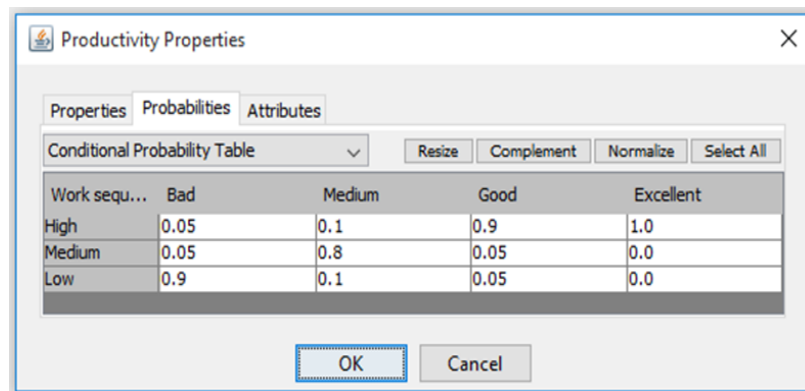 Productivity Properties
Properties Probabilities Attributes
Conditional Probability Table Resize Complement Normalize Select All
Work sequ... Bad Medium Good Excellent
High 0.05 0.1 0.9 1.0
Medium 0.05 0.8 0.05 0.0
Low 0.9 0.1 0.05 0.0
OK Cancel